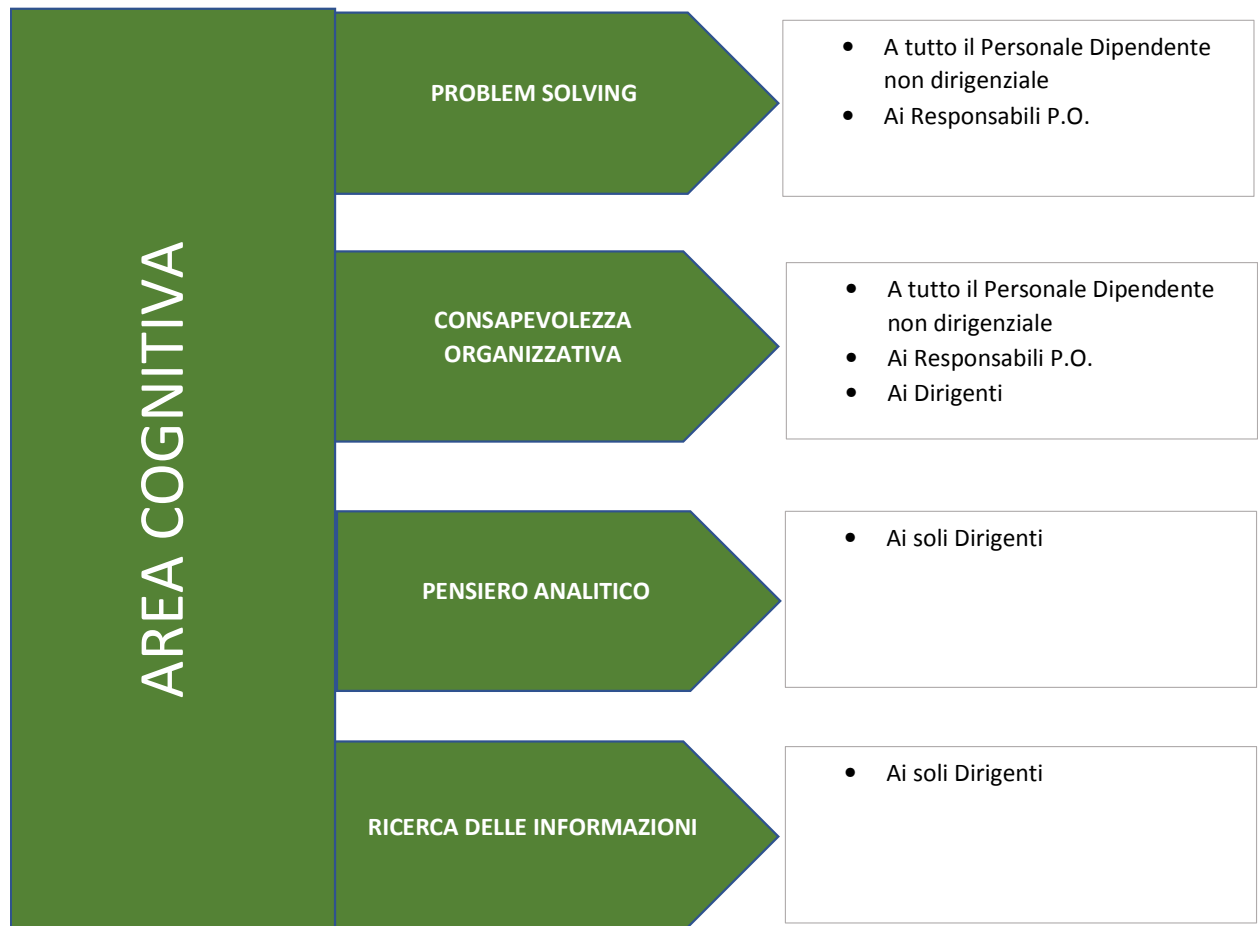 AREA COGNITIVA
PROBLEM SOLVING
• A tutto il Personale Dipendente
non dirigenziale
• Ai Responsabili P.O.
CONSAPEVOLEZZA
ORGANIZZATIVA
• A tutto il Personale Dipendente
non dirigenziale
• Ai Responsabili P.O.
• Ai Dirigenti
PENSIERO ANALITICO
• Ai soli Dirigenti
RICERCA DELLE INFORMAZIONI
• Ai soli Dirigenti